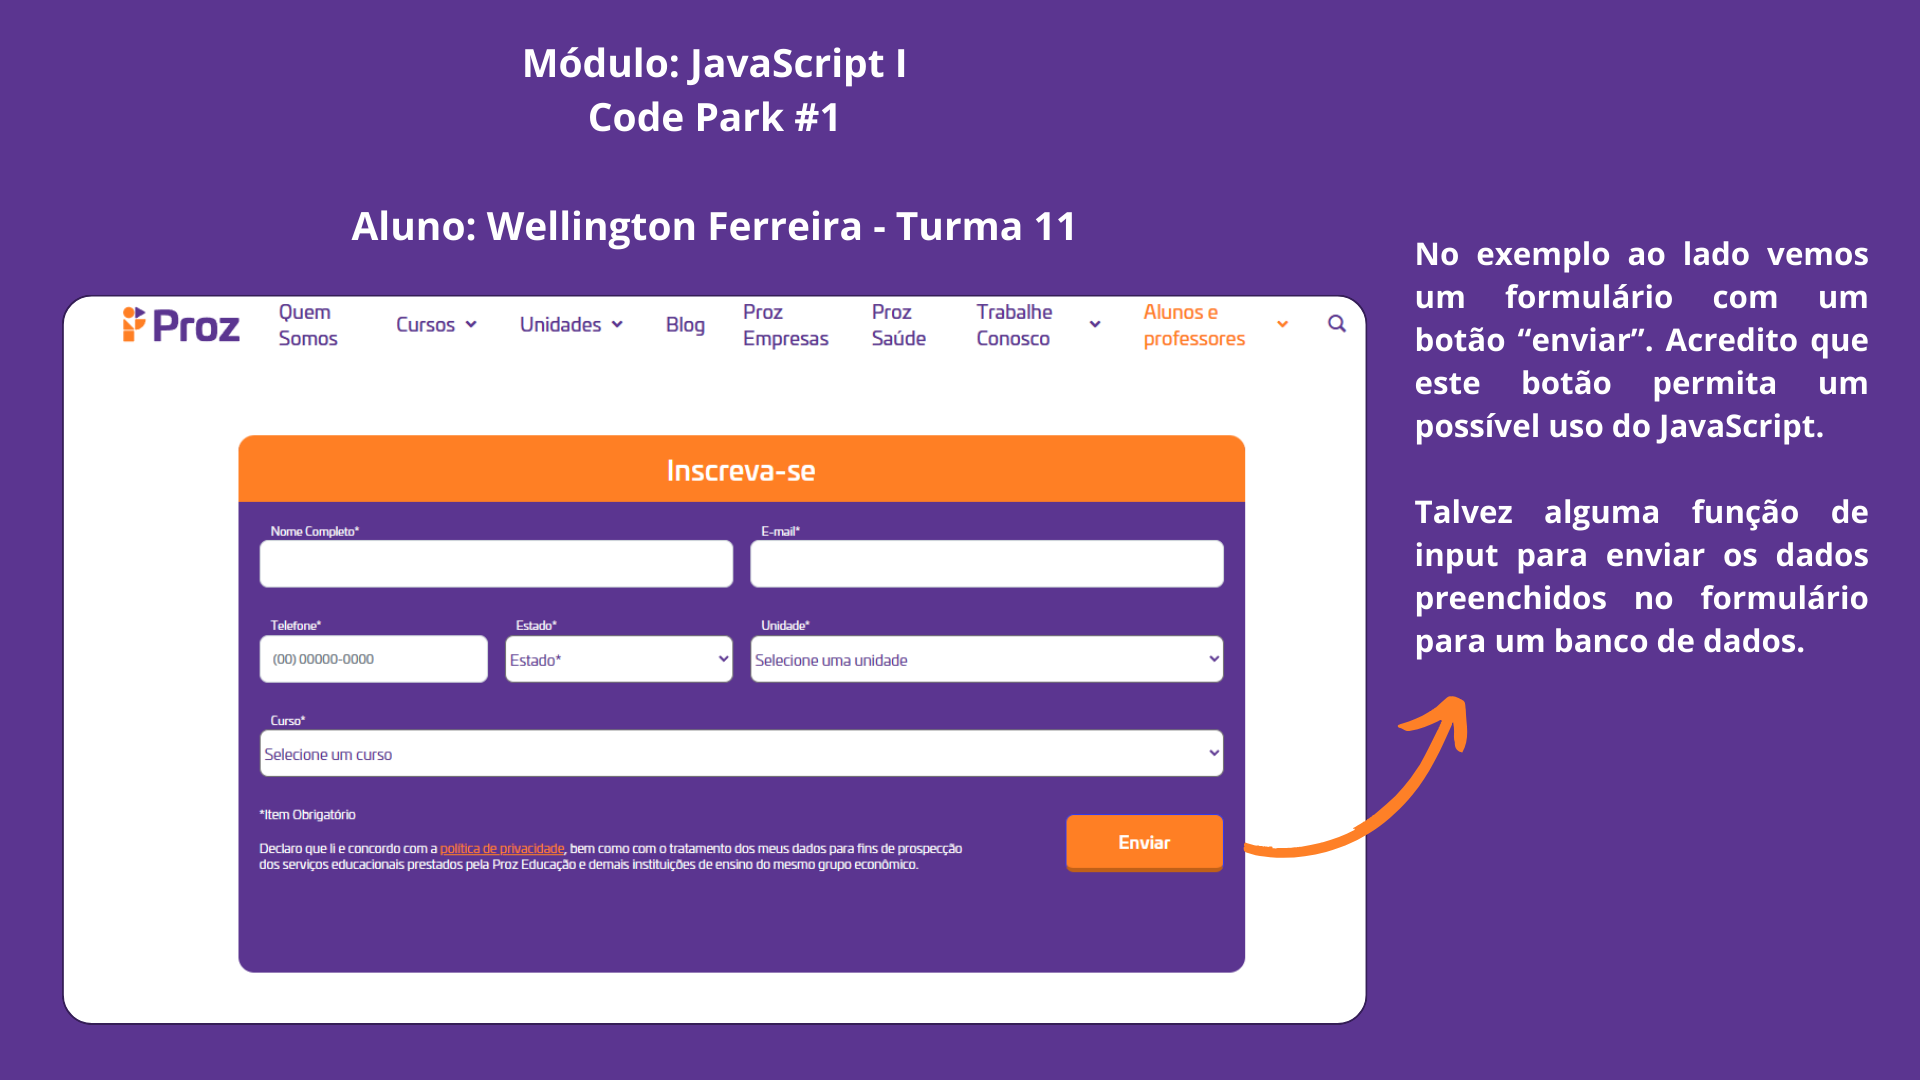 Módulo: JavaScript I
Code Park #1
Aluno: Wellington Ferreira - Turma 11
Proz
Quem
Somos
Cursos
Unidades
Blog
Proz
Empresas
Proz
Saúde
Trabalhe
Conosco
Alunos e
professores
Inscreva-se
Nome Completo*
E-mail*
Telefone*
Estado*
Unidade*
(00) 00000-0000
Estado*
Selecione uma unidade
Curso*
Selecione um curso
*Item Obrigatório
Declaro que li e concordo com a política de privacidade, bem como com o tratamento dos meus dados para fins de prospecção
dos serviços educacionais prestados pela Proz Educação e demais instituições de ensino do mesmo grupo econômico.
Enviar
No exemplo ao lado vemos
um formulário com um
botão “enviar”. Acredito que
este botão permita um
possível uso do JavaScript.
Talvez alguma função de
input para enviar os dados
preenchidos no formulário
para um banco de dados.